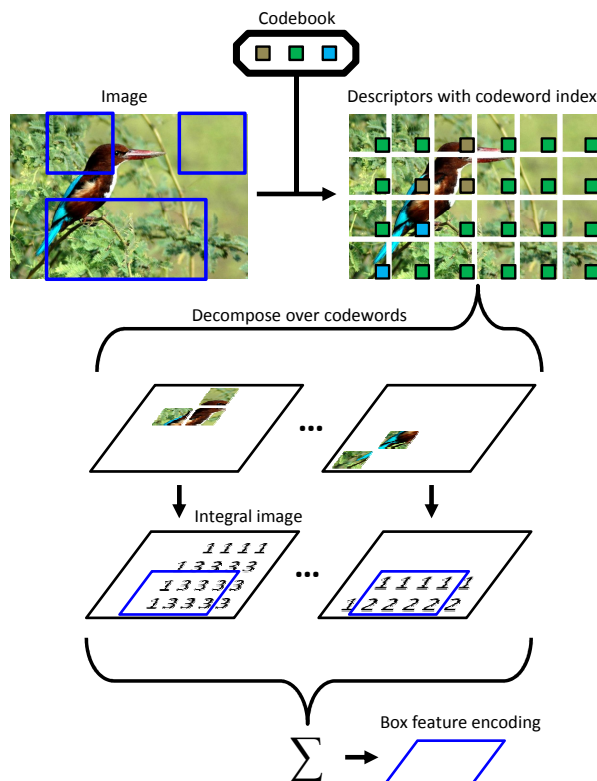 Codebook
Image
Descriptors with codeword index
Decompose over codewords
...
Integral image
1 1 1 1
1 3 3 3 3
1 3 3 3 3
1 3 3 3 3
...
1 1 1 1 1
1 2 2 2 2 2
Box feature encoding
∑